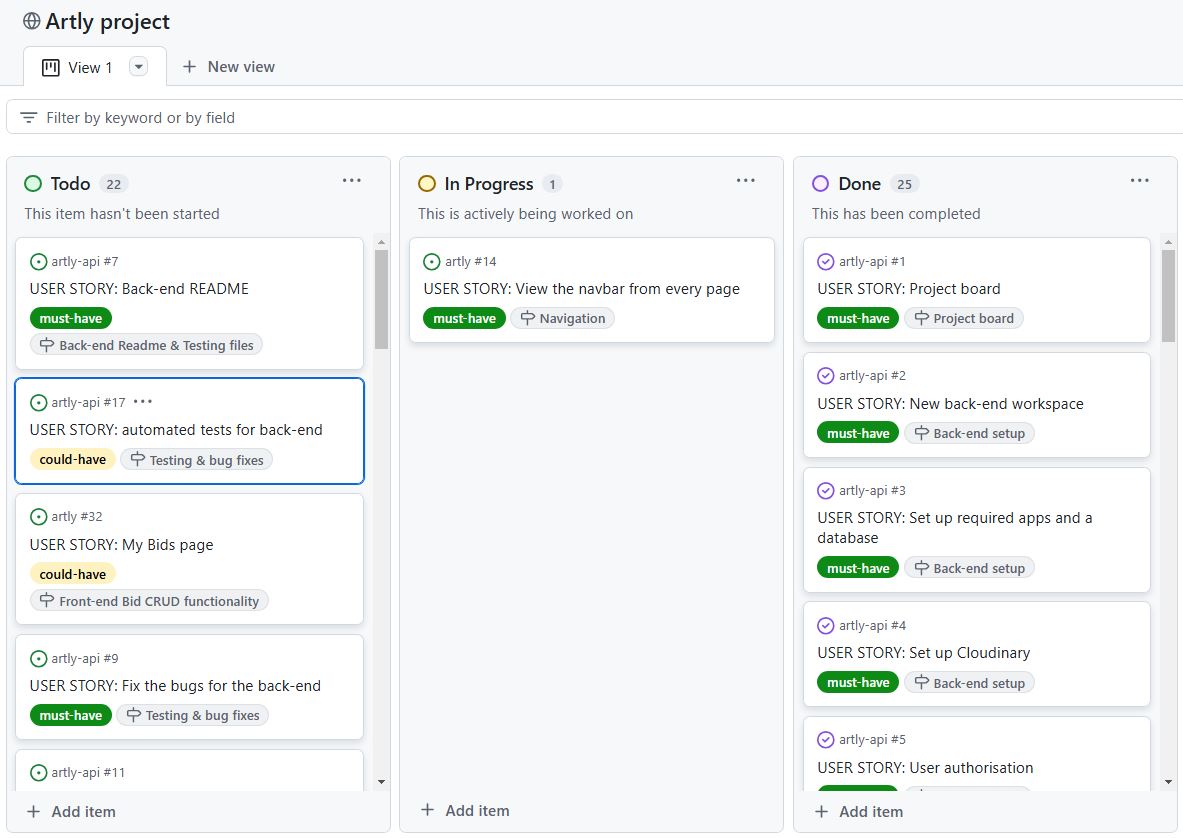 Artly project
View 1
New view
Filter by keyword or by field
Todo 22
This item hasn't been started
artly-api #7
USER STORY: Back-end README
must-have
Back-end Readme & Testing files
artly-api #17
USER STORY: automated tests for back-end
could-have Testing & bug fixes
artly #32
USER STORY: My Bids page
could-have
Front-end Bid CRUD functionality
artly-api #9
USER STORY: Fix the bugs for the back-end
must-have Testing & bug fixes
artly-api #11
Add item
In Progress 1
This is actively being worked on
artly #14
USER STORY: View the navbar from every page
must-have Navigation
Add item
Done 25
This has been completed
artly-api #1
USER STORY: Project board
must-have Project board
artly-api #2
USER STORY: New back-end workspace
must-have Back-end setup
artly-api #3
USER STORY: Set up required apps and a
database
must-have Back-end setup
artly-api #4
USER STORY: Set up Cloudinary
must-have Back-end setup
artly-api #5
USER STORY: User authorisation
Add item